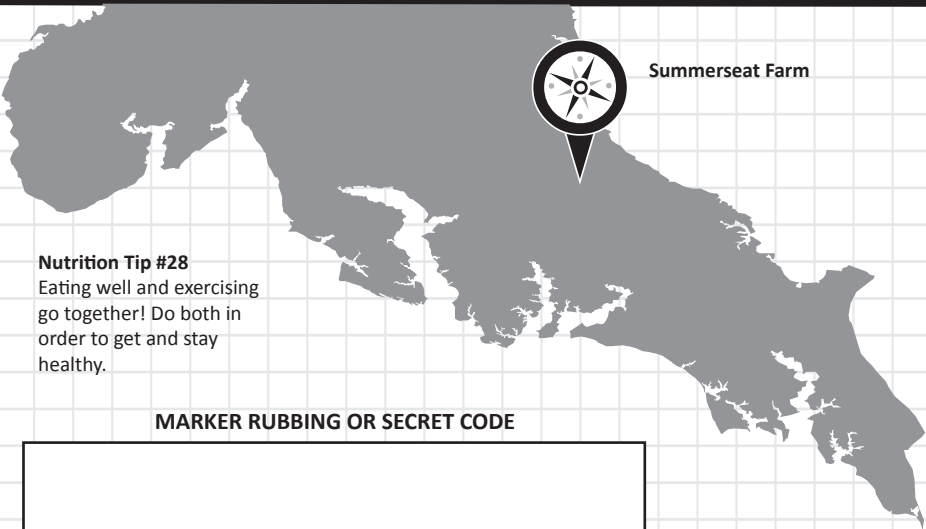 Summerseat Farm
Nutrition Tip #28
Eating well and exercising
go together! Do both in
order to get and stay
healthy.
MARKER RUBBING OR SECRET CODE